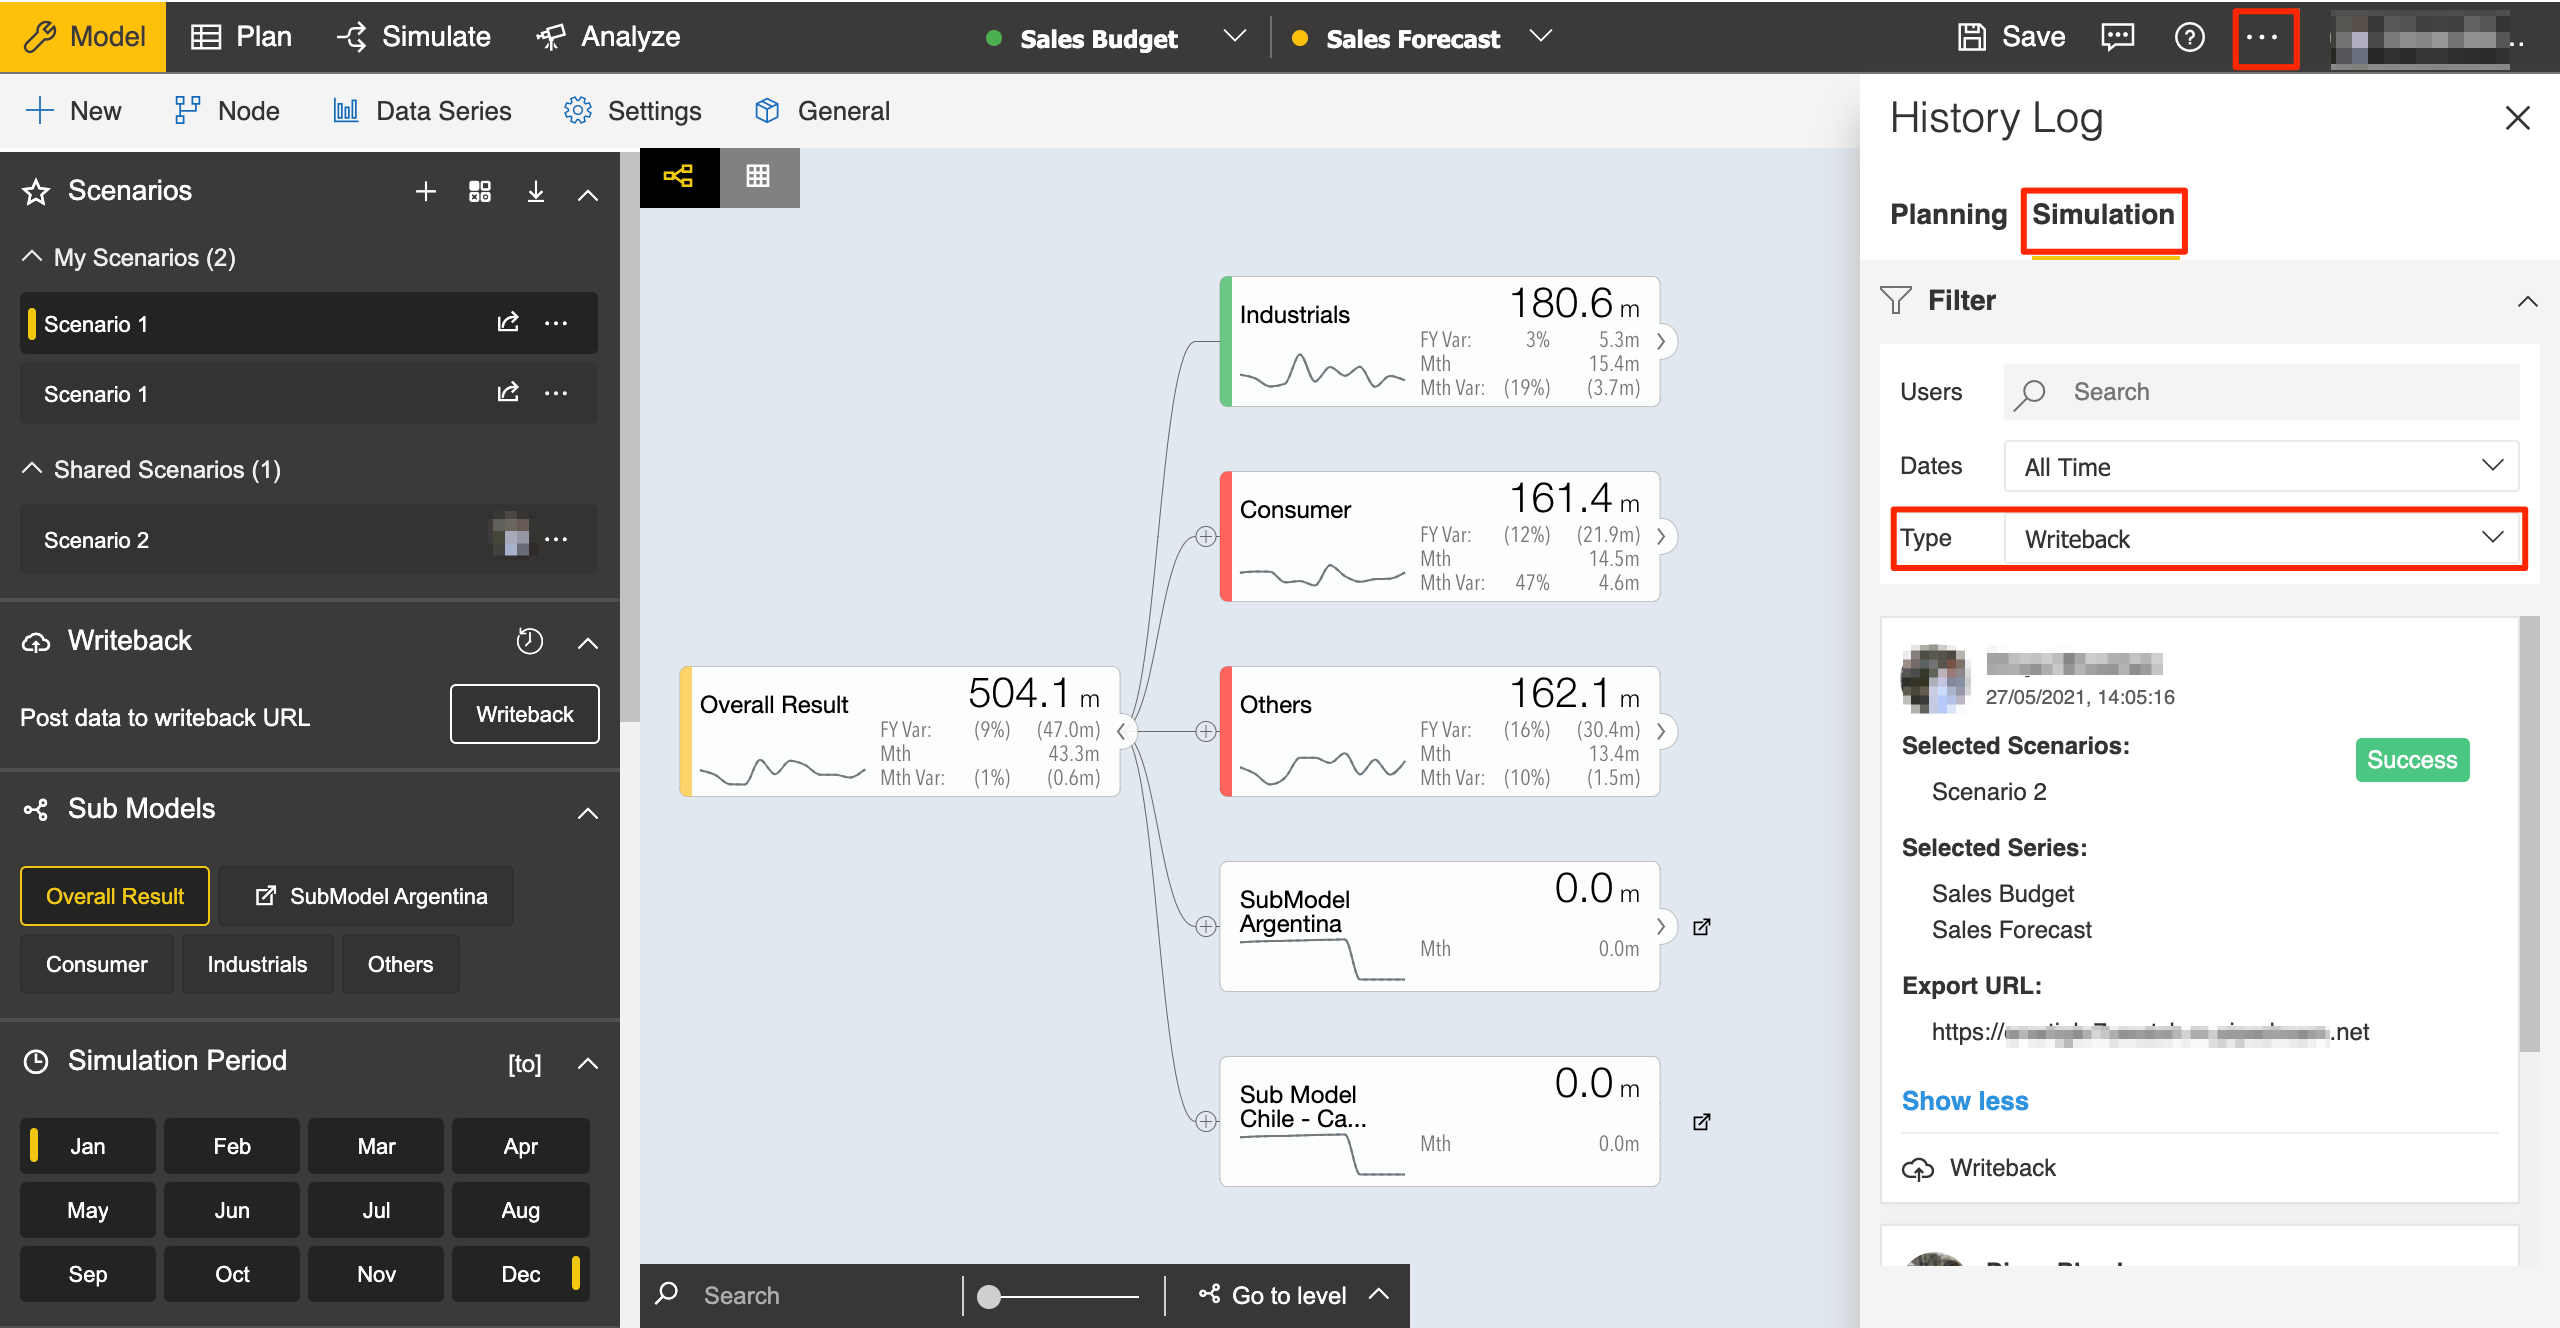 Model
Plan
Simulate
Analyze
Sales Budget
Sales Forecast
Save
...
New
Node
Data Series
Settings
General
Scenarios
My Scenarios (2)
Scenario 1
Scenario 1
Shared Scenarios (1)
Scenario 2
Writeback
Post data to writeback URL
Writeback
Sub Models
Overall Result
SubModel Argentina
Consumer
Industrials
Others
Simulation Period
[to]
Jan Feb Mar Apr
May Jun Jul Aug
Sep Oct Nov Dec
Overall Result
504.1 m
FY Var: (9%) (47.0m)
Mth 43.3m
Mth Var: (1%) (0.6m)
Industrials
180.6 m
FY Var: 3% 5.3m
Mth 15.4m
Mth Var: (19%) (3.7m)
Consumer
161.4 m
FY Var: (12%) (21.9m)
Mth 14.5m
Mth Var: 47% 4.6m
Others
162.1 m
FY Var: (16%) (30.4m)
Mth 13.4m
Mth Var: (10%) (1.5m)
SubModel
Argentina
0.0 m
Mth 0.0m
Sub Model
Chile - Ca...
0.0 m
Mth 0.0m
Search
Go to level
History Log
Planning
Simulation
Filter
Users
Search
Dates
All Time
Type
Writeback
27/05/2021, 14:05:16
Selected Scenarios:
Success
Scenario 2
Selected Series:
Sales Budget
Sales Forecast
Export URL:
https:// .net
Show less
Writeback